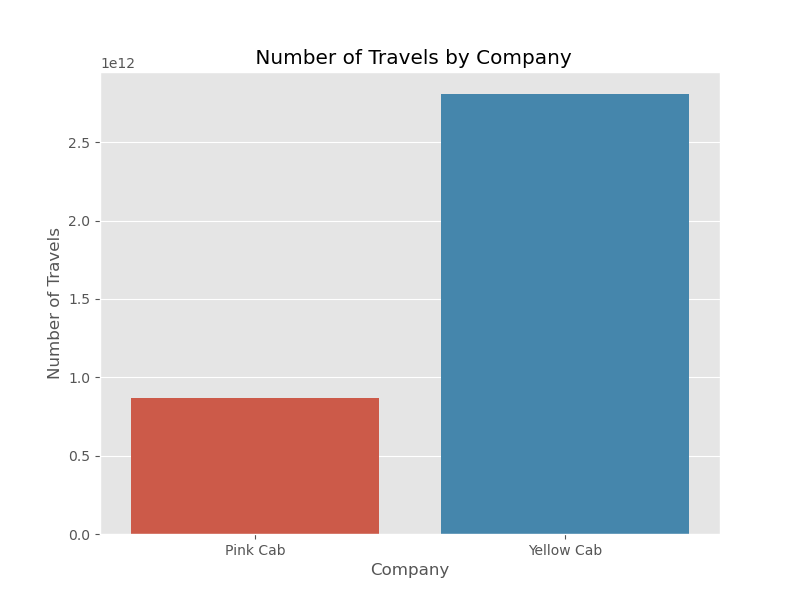 Number of Travels by Company
1e12
2.5
2.0
1.5
1.0
0.5
0.0
Number of Travels
Pink Cab Yellow Cab
Company